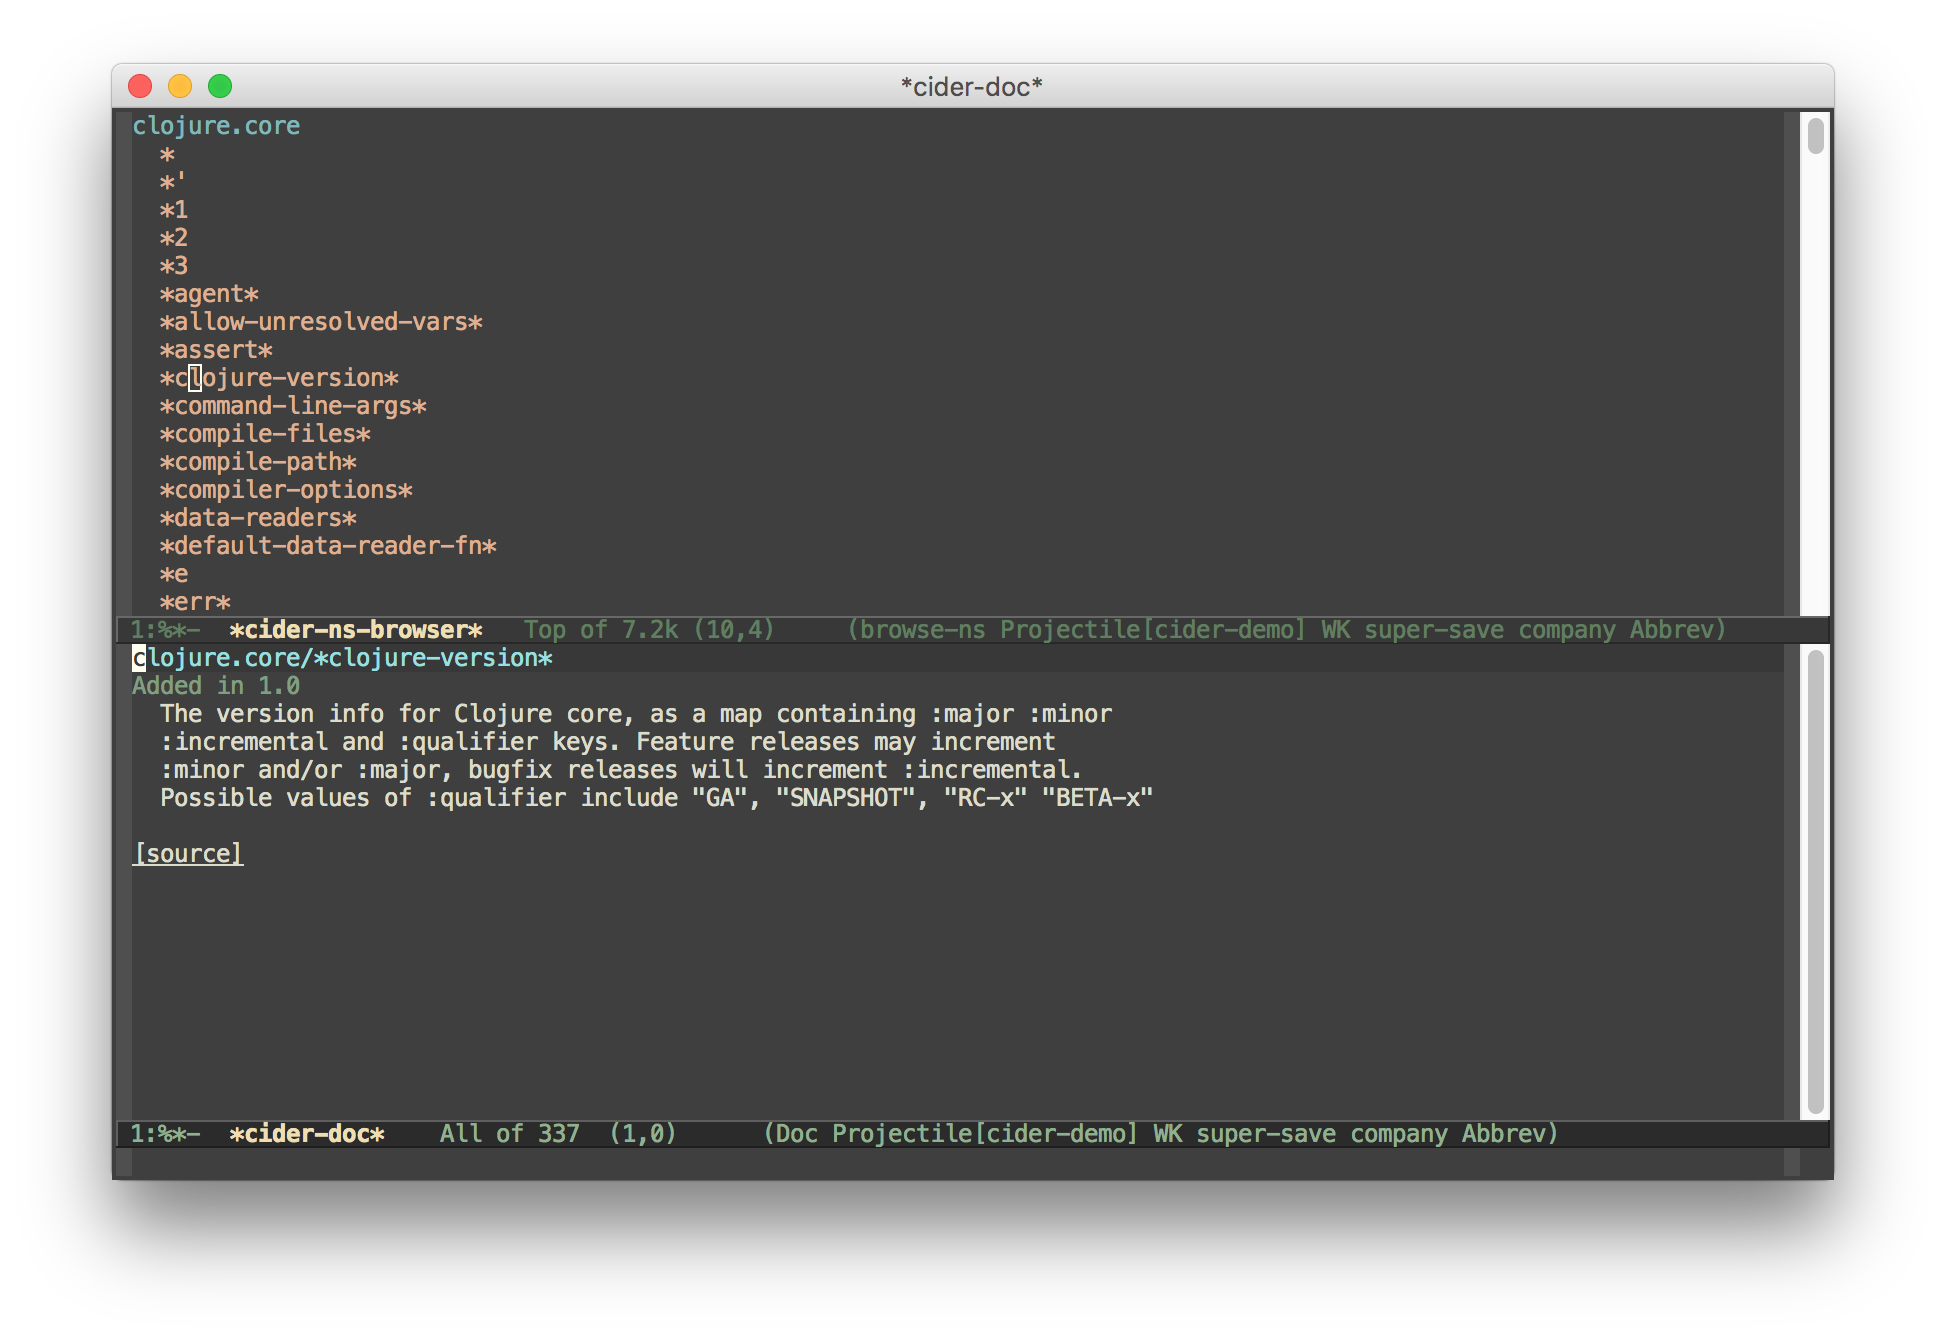 *cider-doc*
clojure.core
  *
  *'
  *1
  *2
  *3
  *agent*
  *allow-unresolved-vars*
  *assert*
  *clojure-version*
  *command-line-args*
  *compile-files*
  *compile-path*
  *compiler-options*
  *data-readers*
  *default-data-reader-fn*
  *e
  *err*
1:%*-  *cider-ns-browser*   Top of 7.2k (10,4)     (browse-ns Projectile[cider-demo] WK super-save company Abbrev)
clojure.core/*clojure-version*
Added in 1.0
  The version info for Clojure core, as a map containing :major :minor
  :incremental and :qualifier keys. Feature releases may increment
  :minor and/or :major, bugfix releases will increment :incremental.
  Possible values of :qualifier include "GA", "SNAPSHOT", "RC-x" "BETA-x"
[source]
1:%*-  *cider-doc*    All of 337  (1,0)      (Doc Projectile[cider-demo] WK super-save company Abbrev)